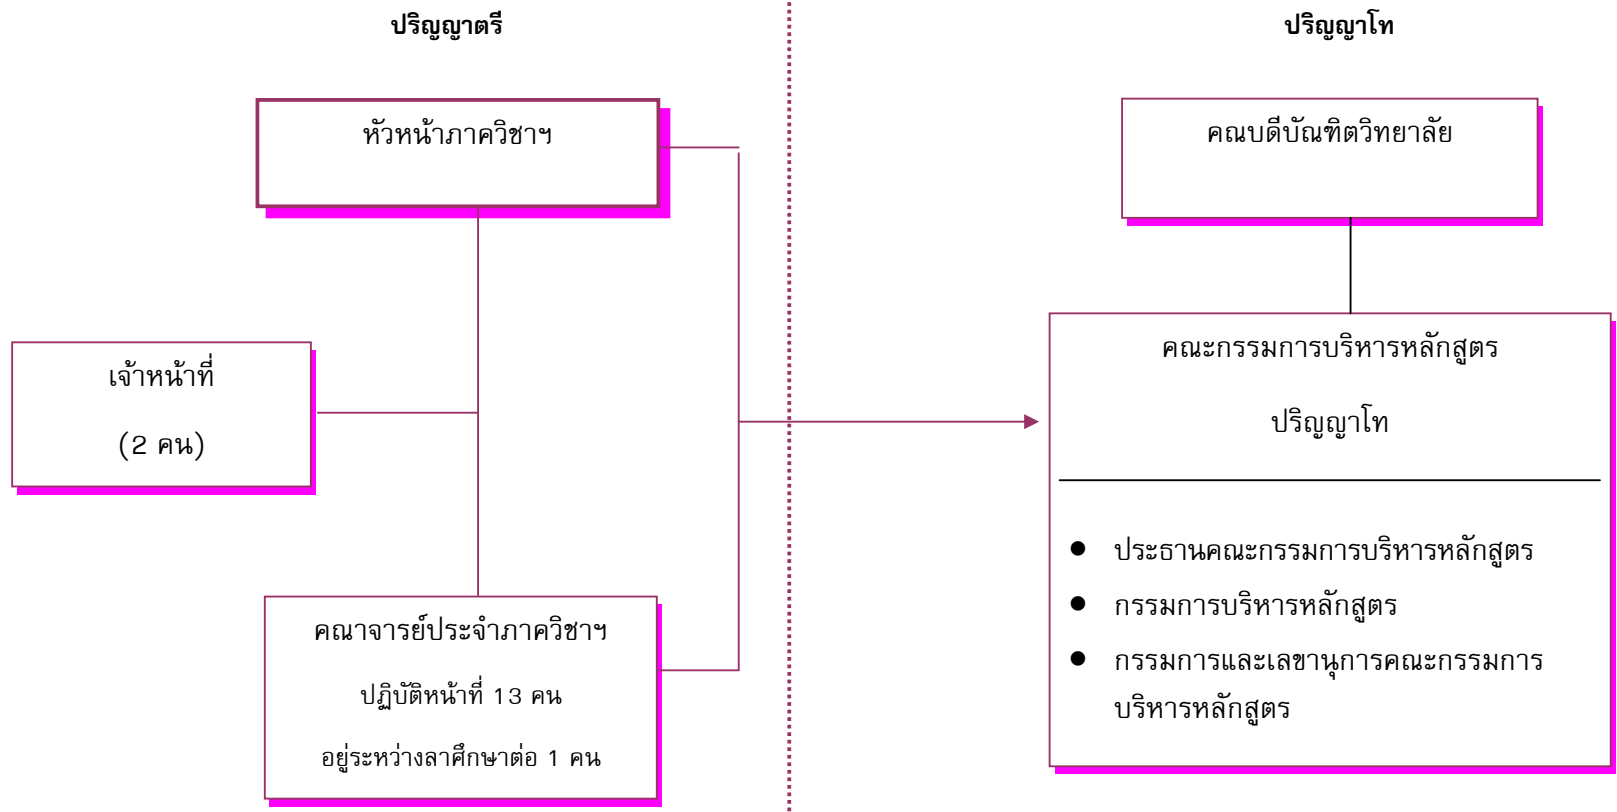 ปริญญาตรี
หัวหน้าภาควิชาฯ
เจ้าหน้าที่
(2 คน)
คณาจารย์ประจำภาควิชาฯ
ปฏิบัติหน้าที่ 13 คน
อยู่ระหว่างลาศึกษาต่อ 1 คน
ปริญญาโท
คณบดีบัณฑิตวิทยาลัย
คณะกรรมการบริหารหลักสูตร
ปริญญาโท
● ประธานคณะกรรมการบริหารหลักสูตร
● กรรมการบริหารหลักสูตร
● กรรมการและเลขานุการคณะกรรมการ
บริหารหลักสูตร